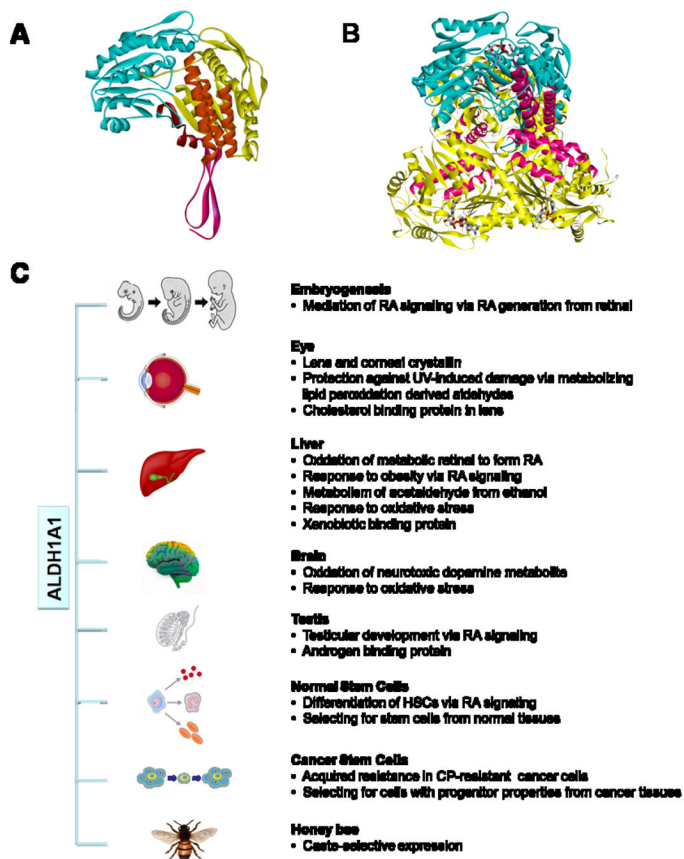 A
B
C
Embryogenesis
• Mediation of RA signaling via RA generation from retinal
Eye
• Lens and corneal crystallin
• Protection against UV-induced damage via metabolizing
lipid peroxidation derived aldehydes
• Cholesterol binding protein in lens
Liver
• Oxidation of metabolic retinal to form RA
• Response to obesity via RA signaling
• Metabolism of acetaldehyde from ethanol
• Response to oxidative stress
• Xenobiotic binding protein
ALDH1A1
Brain
• Oxidation of neurotoxic dopamine metabolite
• Response to oxidative stress
Testis
• Testicular development via RA signaling
• Androgen binding protein
Normal Stem Cells
• Differentiation of HSCs via RA signaling
• Selecting for stem cells from normal tissues
Cancer Stem Cells
• Acquired resistance in CP-resistant cancer cells
• Selecting for cells with progenitor properties from cancer tissues
Honey bee
• Caste-selective expression